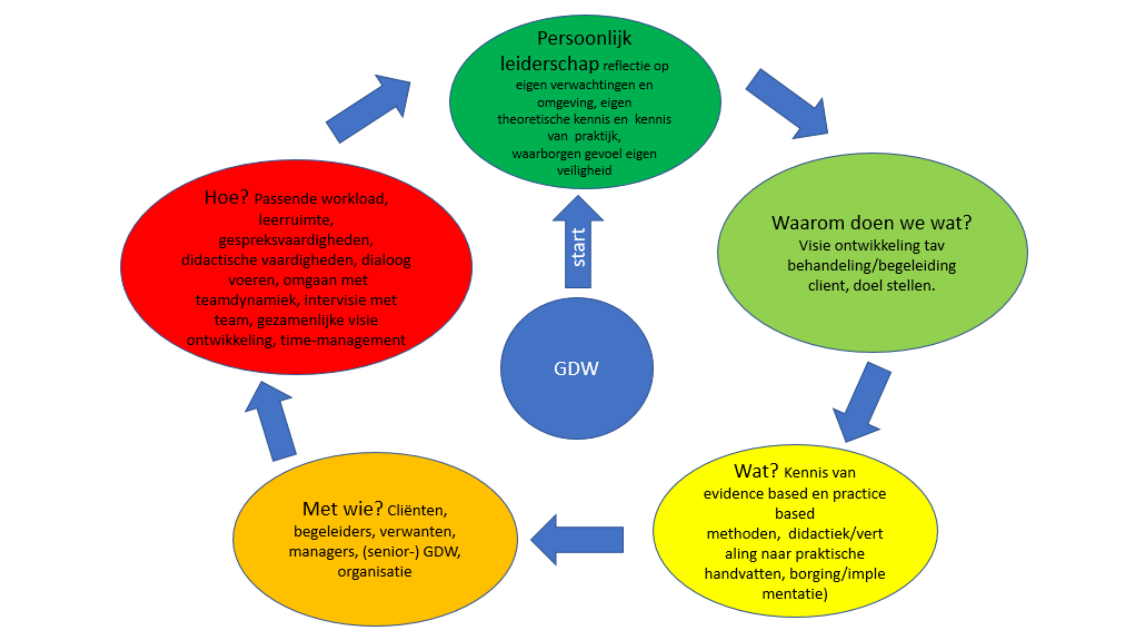 Persoonlijk
leiderschap reflectie op
eigen verwachtingen en
omgeving, eigen
theoretische kennis en kennis
van praktijk,
waarborgen gevoel eigen
veiligheid
Waarom doen we wat?
Visie ontwikkeling tav
behandeling/begeleiding
client, doel stellen.
Wat? Kennis van
evidence based en practice
based
methoden, didactiek/vert
aling naar praktische
handvatten, borging/imple
mentatie)
Met wie? Cliënten,
begeleiders, verwanten,
managers, (senior-) GDW,
organisatie
Hoe? Passende workload,
leerruimte,
gespreksvaardigheden,
didactische vaardigheden, dialoog
voeren, omgaan met
teamdynamiek, intervisie met
team, gezamenlijke visie
ontwikkeling, time-management
start
GDW